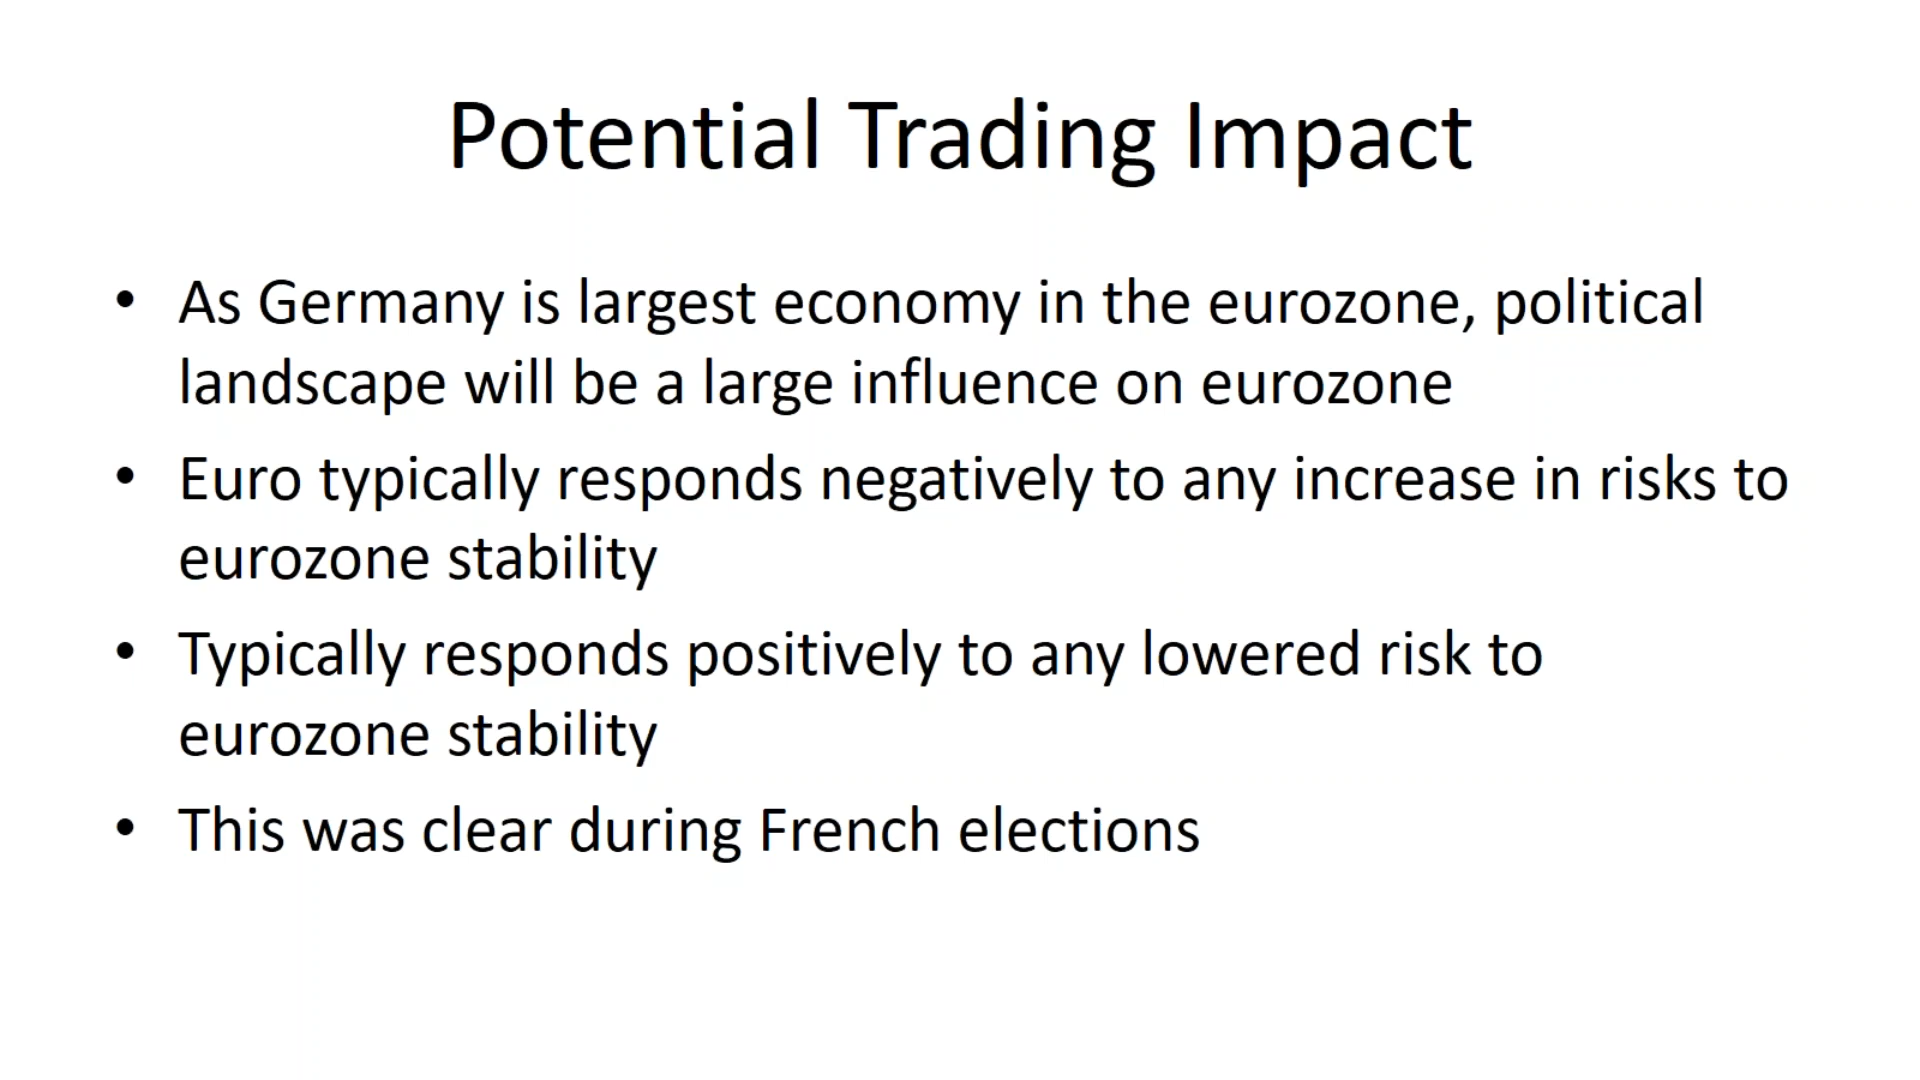 Potential Trading Impact
• As Germany is largest economy in the eurozone, political
landscape will be a large influence on eurozone
• Euro typically responds negatively to any increase in risks to
eurozone stability
• Typically responds positively to any lowered risk to
eurozone stability
• This was clear during French elections